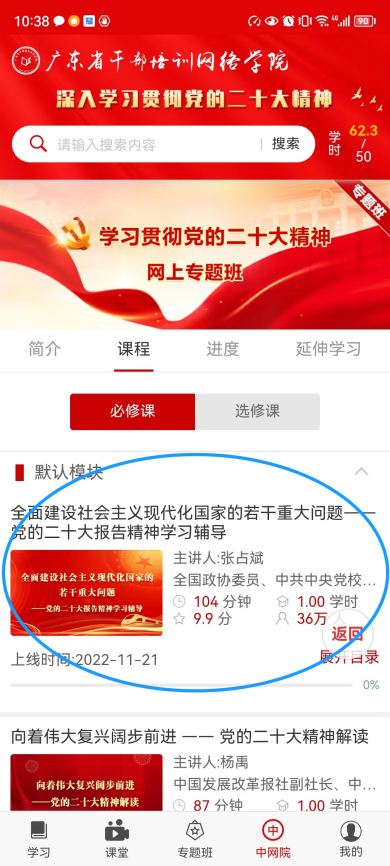 10:38
90
广东省干部培训网络学院
深入学习贯彻党的二十大精神
请输入搜索内容
搜索
学时
62.3
/
50
专题班
学习贯彻党的二十大精神
网上专题班
简介
课程
进度
延伸学习
必修课
选修课
默认模块
全面建设社会主义现代化国家的若干重大问题——
党的二十大报告精神学习辅导
全面建设社会主义现代化国家的
若干重大问题
——党的二十大报告精神学习辅导
主讲人:张占斌
全国政协委员、中共中央党校...
104 分钟
1.00 学时
9.9 分
36万
返回
上线时间:2022-11-21
展开目录
0%
向着伟大复兴阔步前进 —— 党的二十大精神解读
向着伟大复兴阔步前进
——党的二十大精神解读
主讲人:杨禹
中国发展改革报社副社长、中...
87 分钟
1.00 学时
学习
课堂
专题班
中
中网院
我的